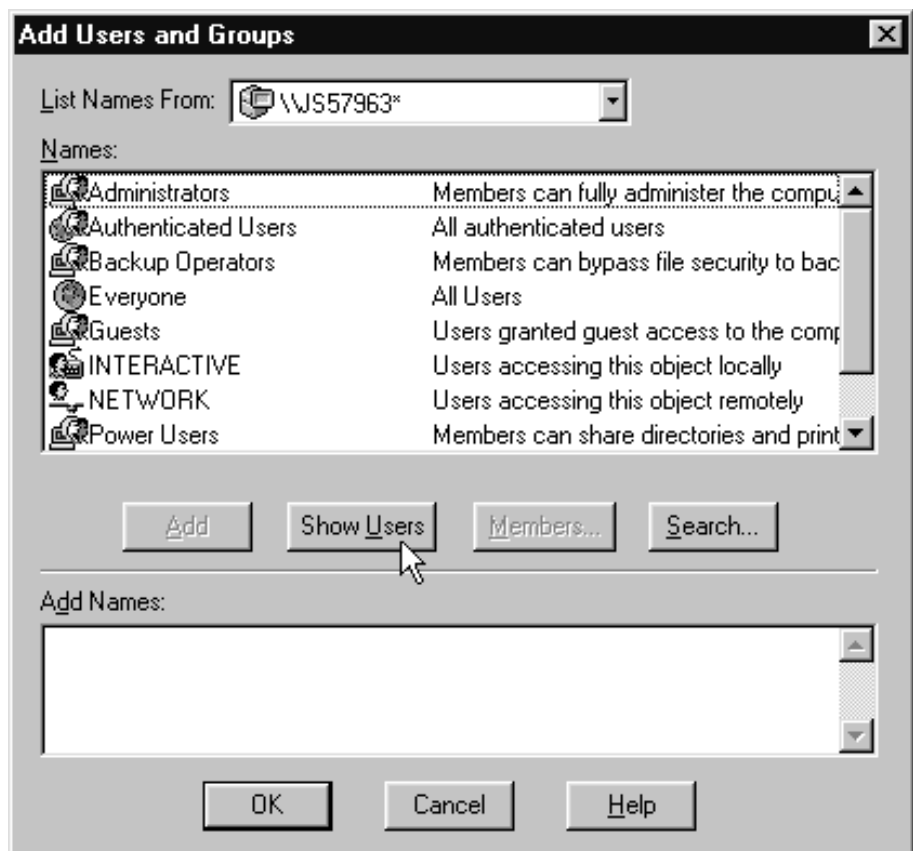 Add Users and Groups
List Names From: \\JS57963*
Names:
Administrators Members can fully administer the compu
Authenticated Users All authenticated users
Backup Operators Members can bypass file security to bac
Everyone All Users
Guests Users granted guest access to the comp
INTERACTIVE Users accessing this object locally
NETWORK Users accessing this object remotely
Power Users Members can share directories and print
Add Show Users Members... Search...
Add Names:
OK Cancel Help